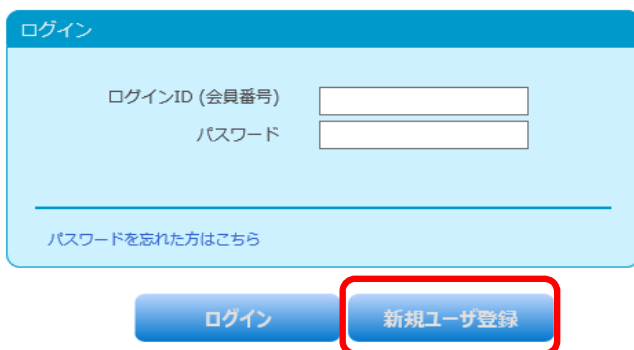 ログイン
ログインID (会員番号)
パスワード
パスワードを忘れた方はこちら
ログイン
新規ユーザ登録